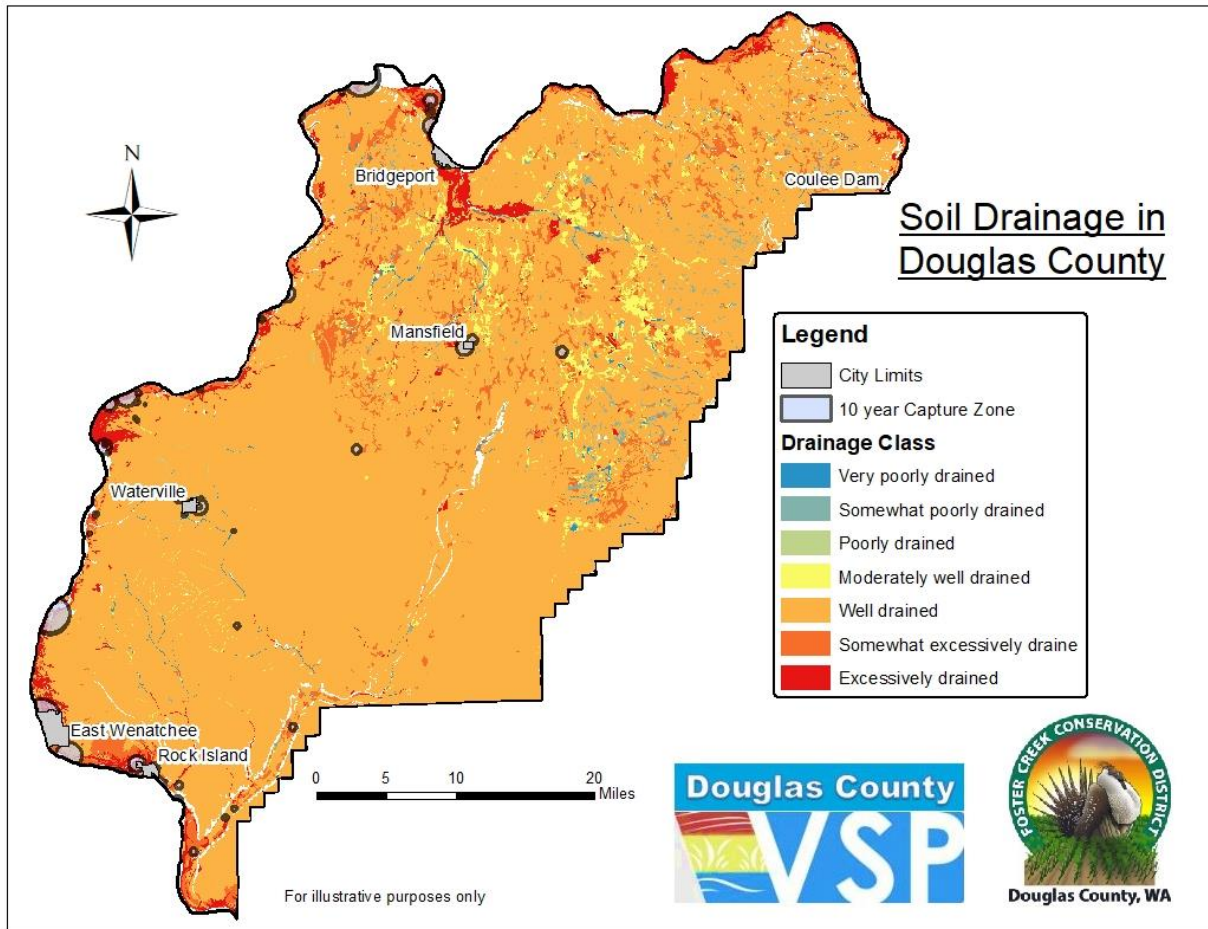 N
Bridgeport
Coulee Dam
Soil Drainage in
Douglas County
Mansfield
Waterville
East Wenatchee
Rock Island
0
5
10
20
Miles
For illustrative purposes only
Legend
City Limits
10 year Capture Zone
Drainage Class
Very poorly drained
Somewhat poorly drained
Poorly drained
Moderately well drained
Well drained
Somewhat excessively draine
Excessively drained
Douglas County
VSP
FOSTER CREEK CONSERVATION DISTRICT
Douglas County, WA